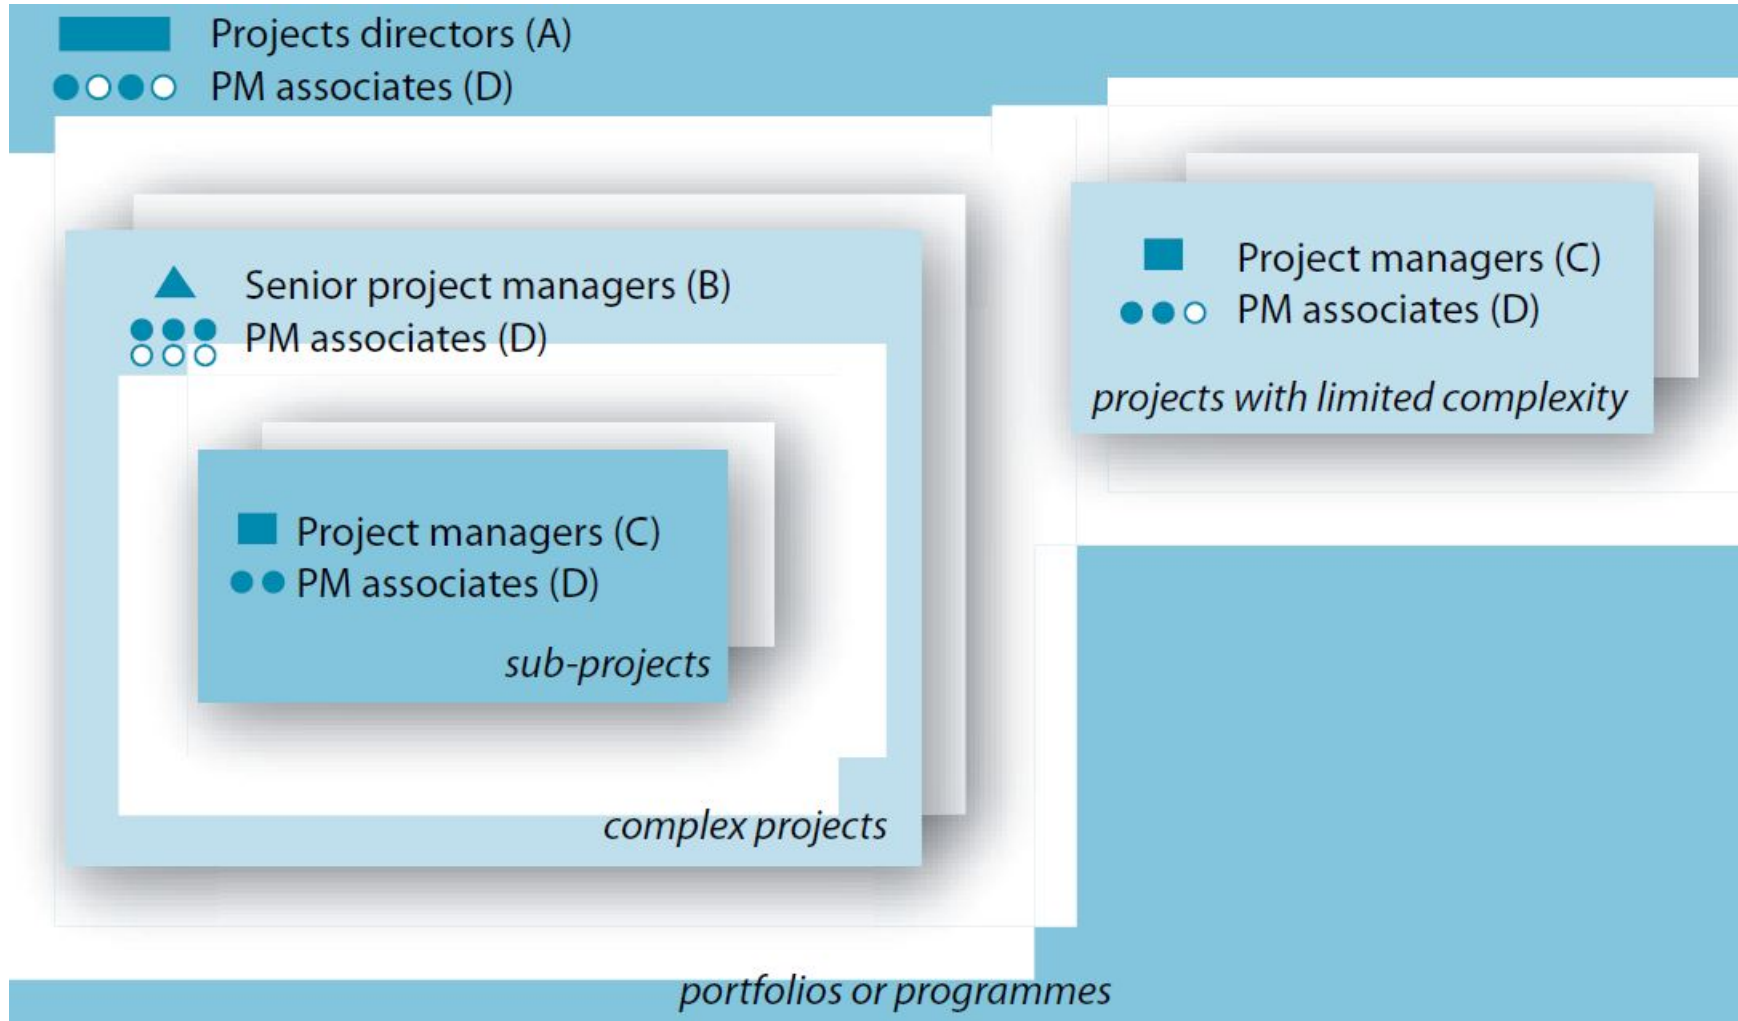 Projects directors (A)
PM associates (D)
Senior project managers (B)
PM associates (D)
Project managers (C)
PM associates (D)
sub-projects
complex projects
Project managers (C)
PM associates (D)
projects with limited complexity
portfolios or programmes